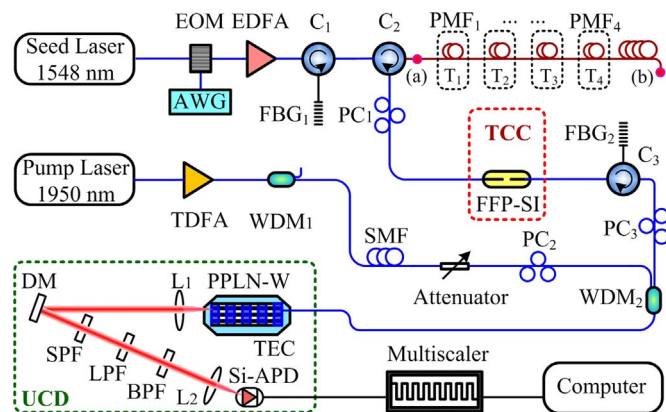 EOM EDFA C1 C2 PMF1 ... ... PMF4
Seed Laser
1548 nm
AWG
FBG1
PC1
(a)
T1 T2 T3 T4
(b)
TCC
FFP-SI
FBG2
C3
Pump Laser
1950 nm
TDFA
WDM1
SMF
Attenuator
PC2
PC3
WDM2
DM
L1
PPLN-W
TEC
SPF
LPF
BPF
L2
Si-APD
UCD
Multiscaler
Computer